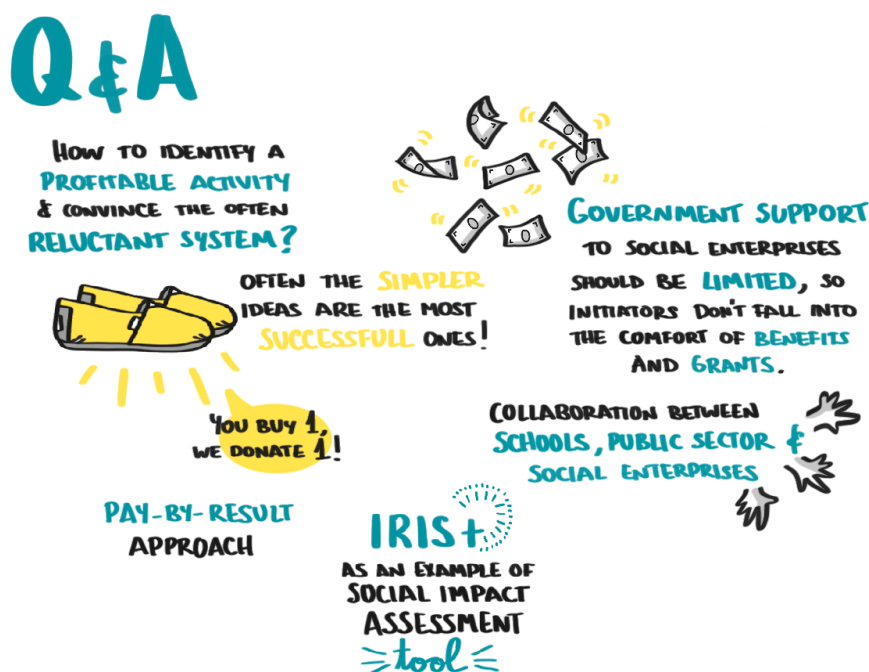 Q & A
HOW TO IDENTIFY A
PROFITABLE ACTIVITY
& CONVINCE THE OFTEN
RELUCTANT SYSTEM?
OFTEN THE SIMPLER
IDEAS ARE THE MOST
SUCCESSFULL ONES!
YOU BUY 1,
WE DONATE 1!
GOVERNMENT SUPPORT
TO SOCIAL ENTERPRISES
SHOULD BE LIMITED, SO
INITIATORS DON'T FALL INTO
THE COMFORT OF BENEFITS
AND GRANTS.
COLLABORATION BETWEEN
SCHOOLS, PUBLIC SECTOR &
SOCIAL ENTERPRISES
PAY-BY-RESULT
APPROACH
IRIS+
AS AN EXAMPLE OF
SOCIAL IMPACT
ASSESSMENT
tool